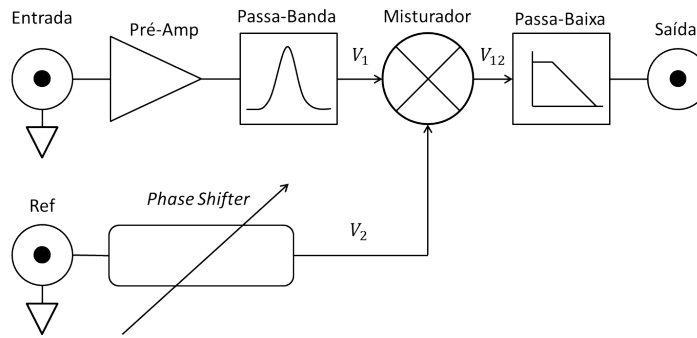 Entrada
Pré-Amp
Passa-Banda
Misturador
Passa-Baixa
Saída
V₁
V₁₂
Ref
Phase Shifter
V₂